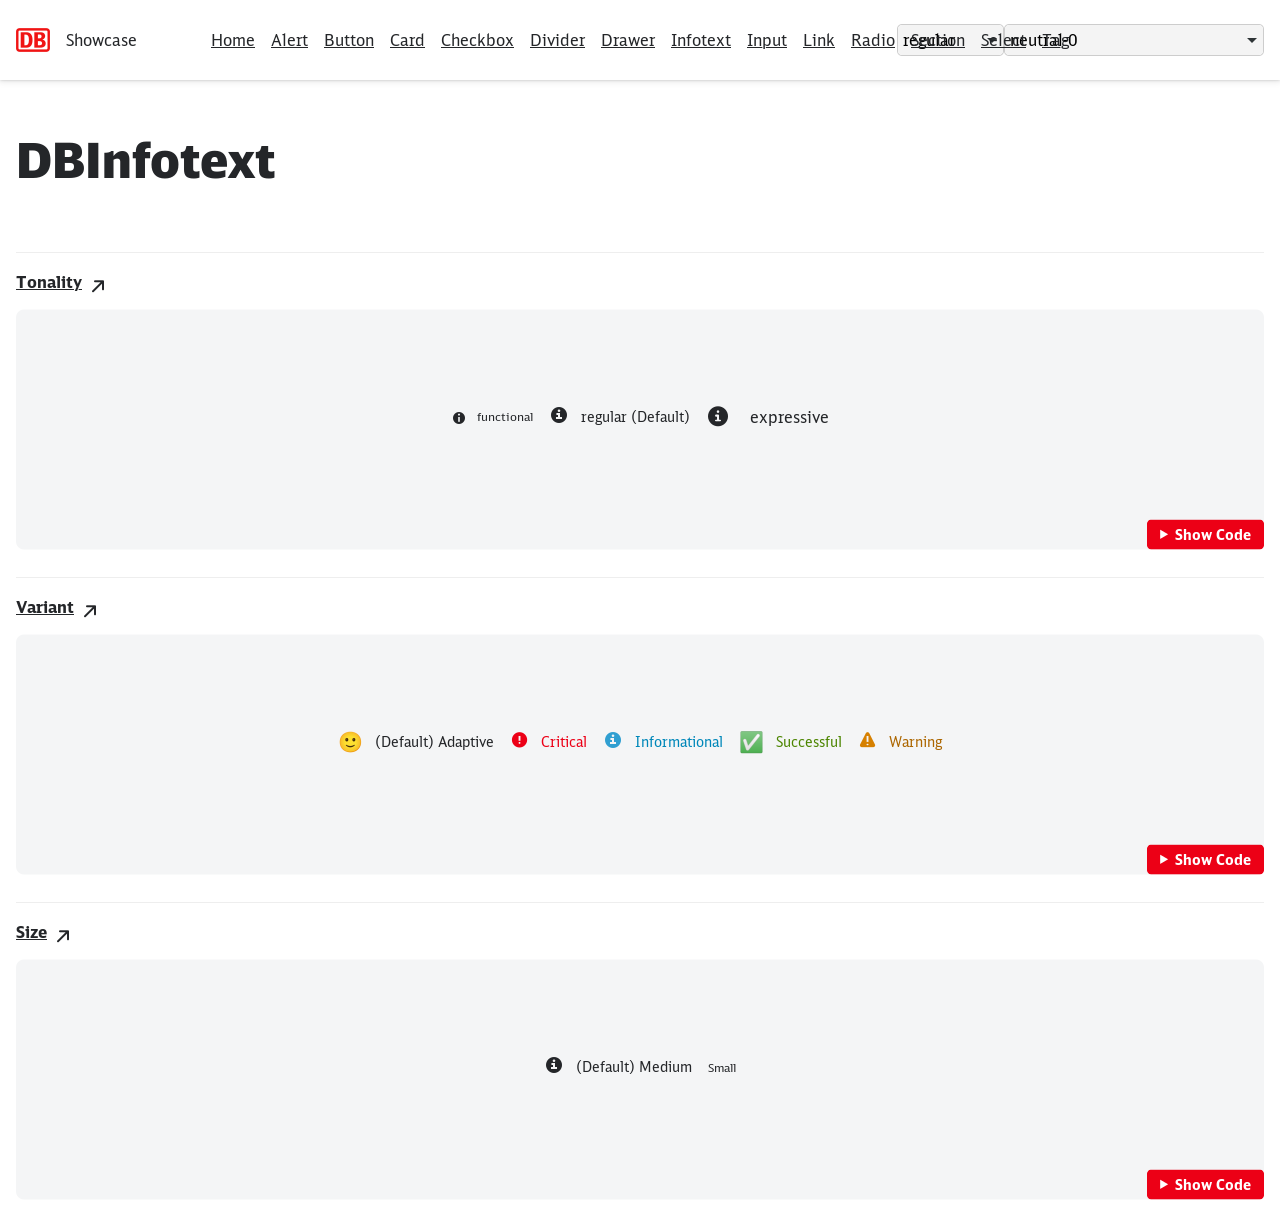 DB Showcase Home Alert Button Card Checkbox Divider Drawer Infotext Input Link Radio Section Select Tag regular neutral-0
DBInfotext
Tonality
functional regular (Default) expressive
Show Code
Variant
🙂 (Default) Adaptive Critical Informational ✅ Successful Warning
Show Code
Size
(Default) Medium Small
Show Code